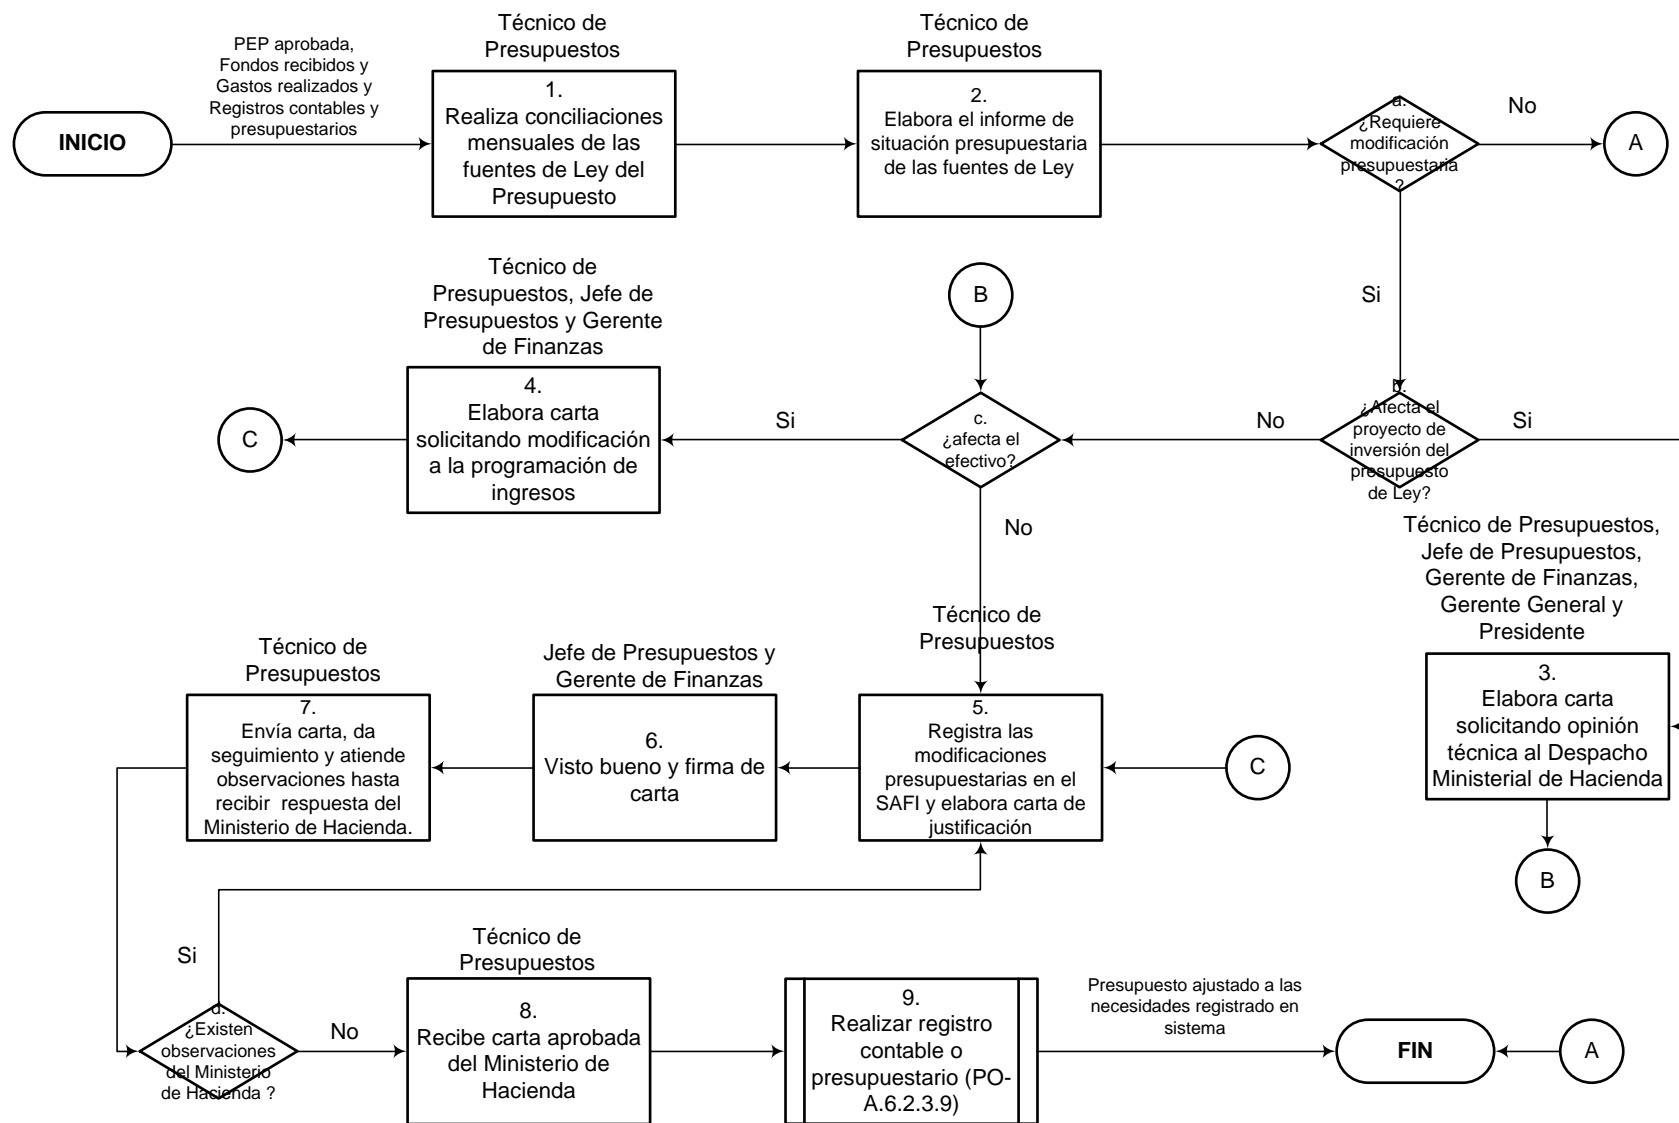 PEP aprobada,
Fondos recibidos y
Gastos realizados y
Registros contables y
presupuestarios
INICIO
Técnico de
Presupuestos
1.
Realiza conciliaciones
mensuales de las
fuentes de Ley del
Presupuesto
Técnico de
Presupuestos
2.
Elabora el informe de
situación presupuestaria
de las fuentes de Ley
a.
¿Requiere
modificación
presupuestaria
?
No
A
Si
Técnico de
Presupuestos, Jefe de
Presupuestos y Gerente
de Finanzas
4.
Elabora carta
solicitando modificación
a la programación de
ingresos
C
Si
B
c.
¿afecta el
efectivo?
No
No
b.
¿Afecta el
proyecto de
inversión del
presupuesto
de Ley?
Si
Técnico de Presupuestos,
Jefe de Presupuestos,
Gerente de Finanzas,
Gerente General y
Presidente
3.
Elabora carta
solicitando opinión
técnica al Despacho
Ministerial de Hacienda
B
Técnico de
Presupuestos
7.
Envía carta, da
seguimiento y atiende
observaciones hasta
recibir respuesta del
Ministerio de Hacienda.
Jefe de Presupuestos y
Gerente de Finanzas
6.
Visto bueno y firma de
carta
Técnico de
Presupuestos
5.
Registra las
modificaciones
presupuestarias en el
SAFI y elabora carta de
justificación
C
Si
d.
¿Existen
observaciones
del Ministerio
de Hacienda ?
No
Técnico de
Presupuestos
8.
Recibe carta aprobada
del Ministerio de
Hacienda
9.
Realizar registro
contable o
presupuestario (PO-
A.6.2.3.9)
Presupuesto ajustado a las
necesidades registrado en
sistema
FIN
A